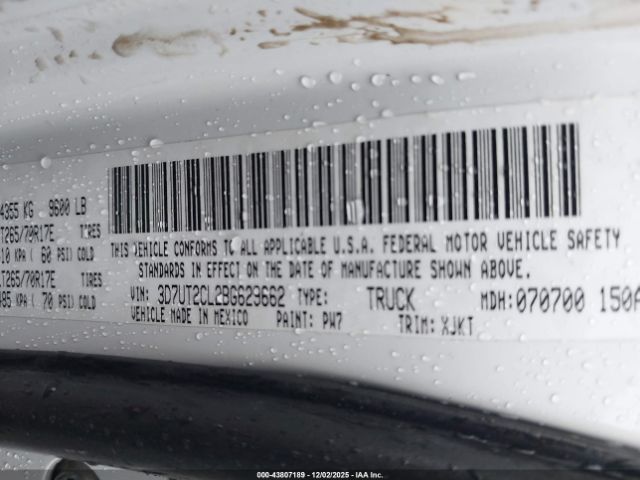 4355 KG 9600 LB
T265/70R17E TIRES
10 KPA ( 60 PSI) COLD
LT265/70R17E TIRES
485 KPA ( 70 PSI) COLD
THIS VEHICLE CONFORMS TO ALL APPLICABLE U.S.A. FEDERAL MOTOR VEHICLE SAFETY
STANDARDS IN EFFECT ON THE DATE OF MANUFACTURE SHOWN ABOVE.
VIN: 3D7UT2CL2BG629662 TYPE: TRUCK MDH:070700 150A
VEHICLE MADE IN MEXICO PAINT: PW7 TRIM: XJKT
000-43807189 - 12/02/2025 - IAA Inc.